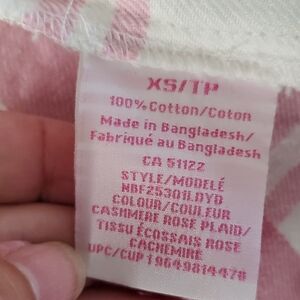 XS/TP
100% Cotton/Coton
Made in Bangladesh/
Fabriqué au Bangladesh
CA 51122
STYLE/MODELÉ
NBF25301LDYD
COLOUR/COULEUR
CASHMERE ROSE PLAID/
TISSU ÉCOSSAIS ROSE
CACHEMIRE
UPC/CUP 19649814478